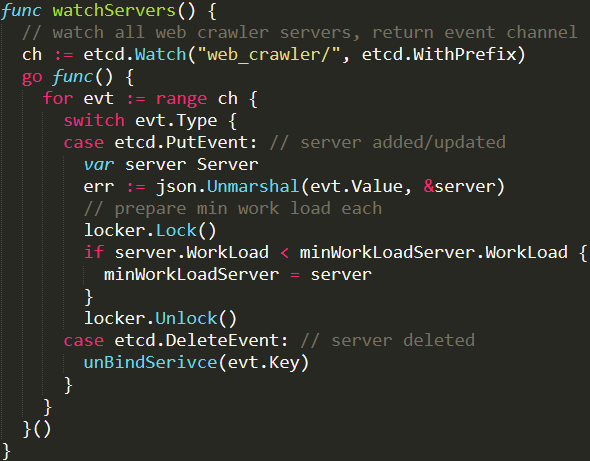 func watchServers() {
  // watch all web crawler servers, return event channel
  ch := etcd.Watch("web_crawler/", etcd.WithPrefix)
  go func() {
    for evt := range ch {
      switch evt.Type {
      case etcd.PutEvent: // server added/updated
        var server Server
        err := json.Unmarshal(evt.Value, &server)
        // prepare min work load each
        locker.Lock()
        if server.WorkLoad < minWorkLoadServer.WorkLoad {
          minWorkLoadServer = server
        }
        locker.Unlock()
      case etcd.DeleteEvent: // server deleted
        unBindSerivce(evt.Key)
      }
    }
  }()
}